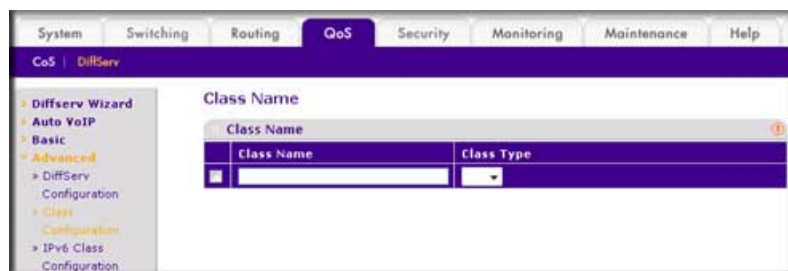 System Switching Routing QoS Security Monitoring Maintenance Help
CoS | DiffServ
Diffserv Wizard
Auto VoIP
Basic
Advanced
» DiffServ
Configuration
» Class
Configuration
» IPv6 Class
Configuration
Class Name
Class Name
Class Name Class Type